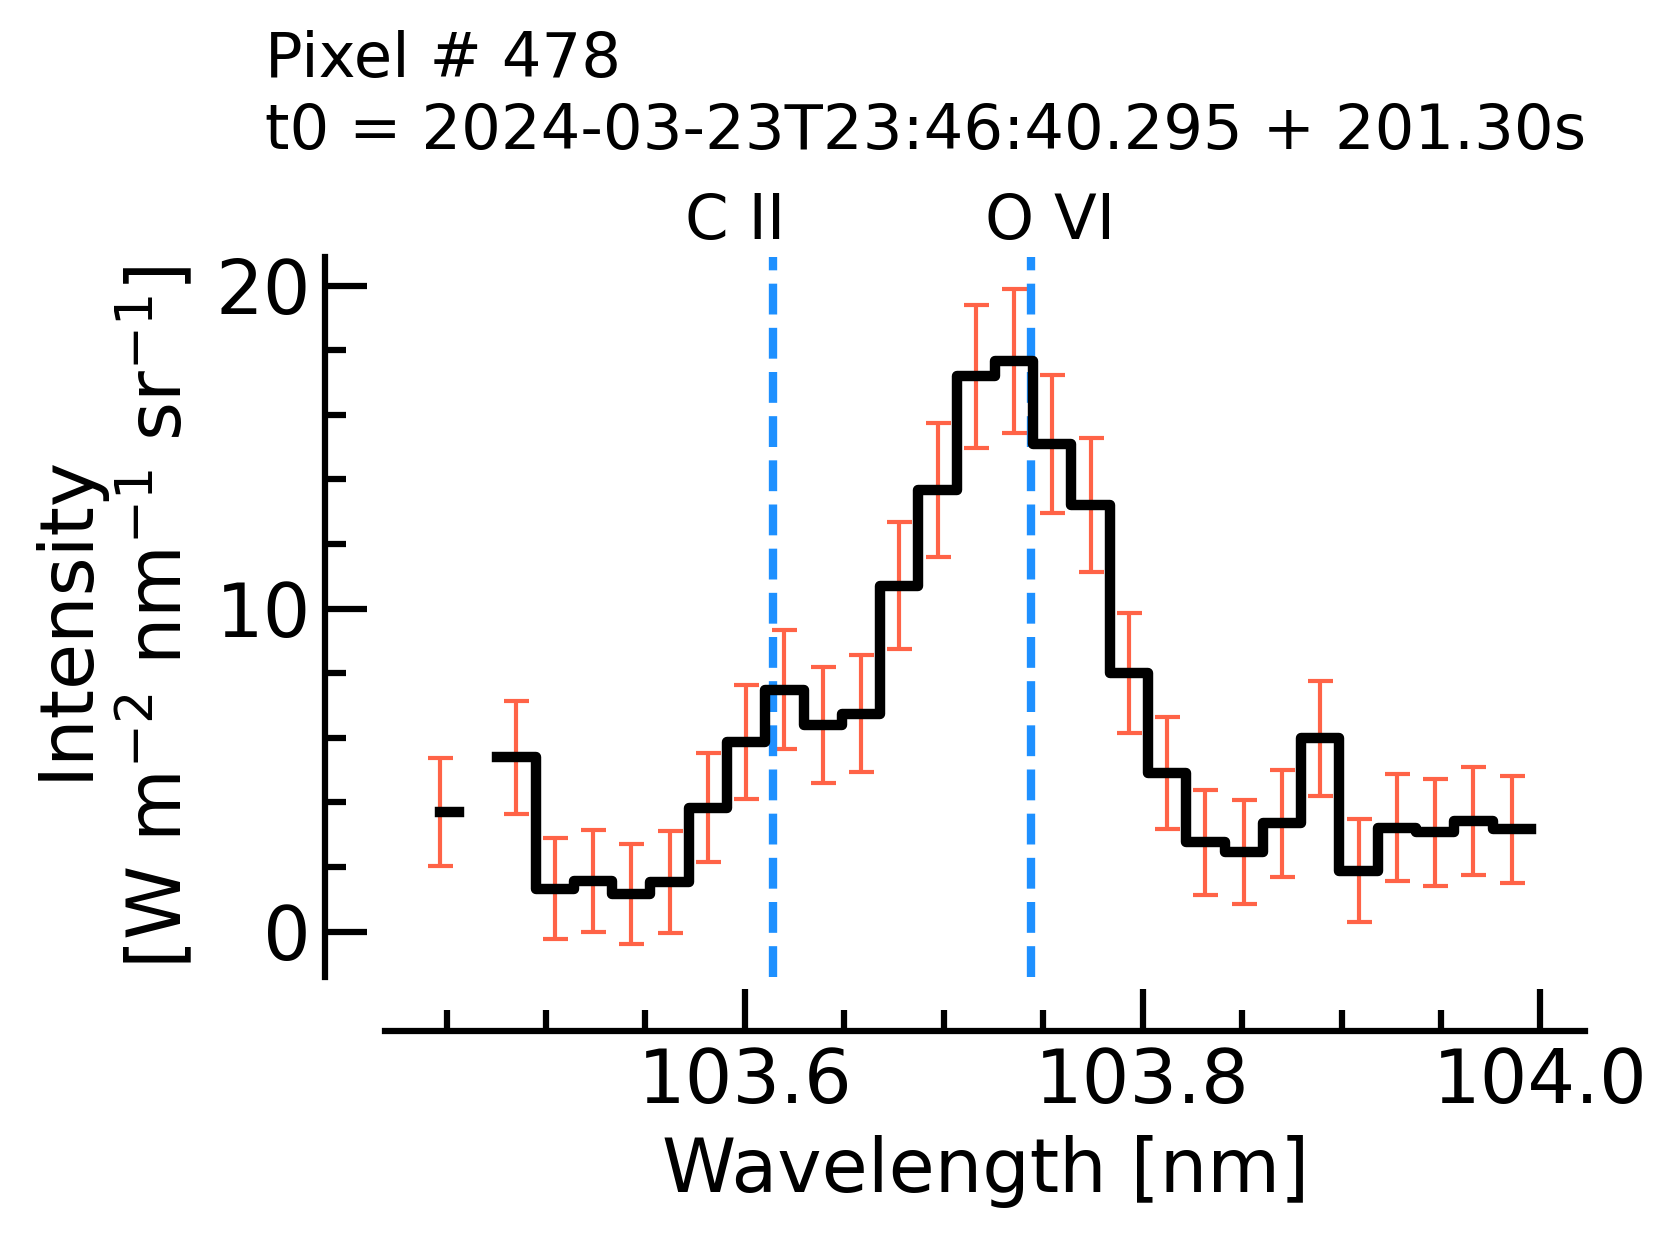 Pixel # 478
t0 = 2024-03-23T23:46:40.295 + 201.30s
C II O VI
Intensity
[W m⁻² nm⁻¹ sr⁻¹]
20
10
0
103.6 103.8 104.0
Wavelength [nm]